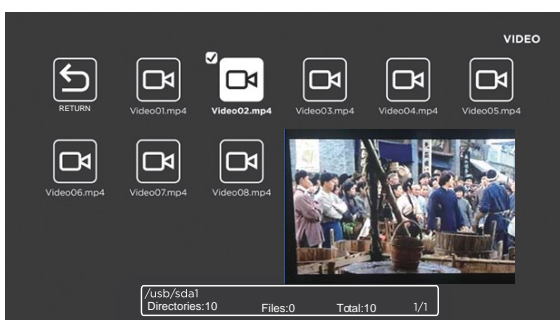 VIDEO
RETURN
Video01.mp4
Video02.mp4
Video03.mp4
Video04.mp4
Video05.mp4
Video06.mp4
Video07.mp4
Video08.mp4
/usb/sda1
Directories:10 Files:0 Total:10 1/1